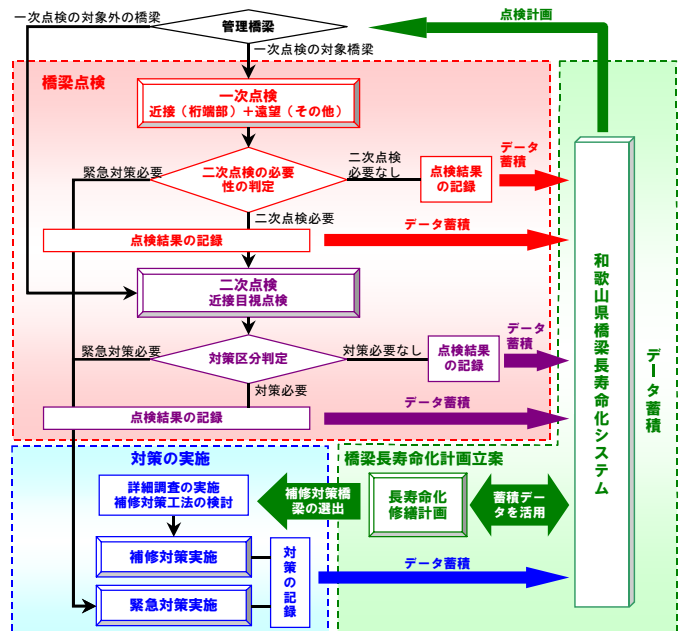 一次点検の対象外の橋梁
管理橋梁
点検計画
一次点検の対象橋梁
橋梁点検
一次点検
近接（桁端部）＋遠望（その他）
緊急対策必要
二次点検の必要
性の判定
二次点検
必要なし
点検結果
の記録
データ
蓄積
二次点検必要
点検結果の記録
データ蓄積
二次点検
近接目視点検
緊急対策必要
対策区分判定
対策必要なし
点検結果
の記録
データ
蓄積
対策必要
点検結果の記録
データ蓄積
和歌山県橋梁長寿命化システム
データ蓄積
対策の実施
橋梁長寿命化計画立案
詳細調査の実施
補修対策工法の検討
補修対策橋
梁の選出
長寿命化
修繕計画
蓄積デー
タを活用
補修対策実施
緊急対策実施
対策の記録
データ蓄積